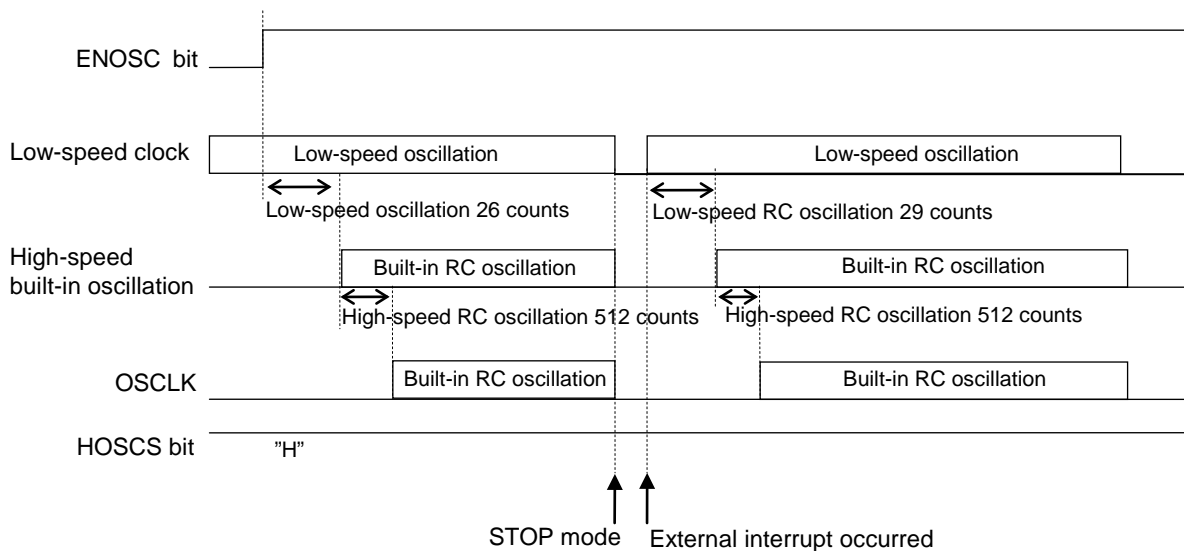 ENOSC bit
Low-speed clock
Low-speed oscillation
Low-speed oscillation
Low-speed oscillation 26 counts
Low-speed RC oscillation 29 counts
High-speed
built-in oscillation
Built-in RC oscillation
Built-in RC oscillation
High-speed RC oscillation 512 counts
High-speed RC oscillation 512 counts
OSCLK
Built-in RC oscillation
Built-in RC oscillation
HOSCS bit
”H”
STOP mode
External interrupt occurred